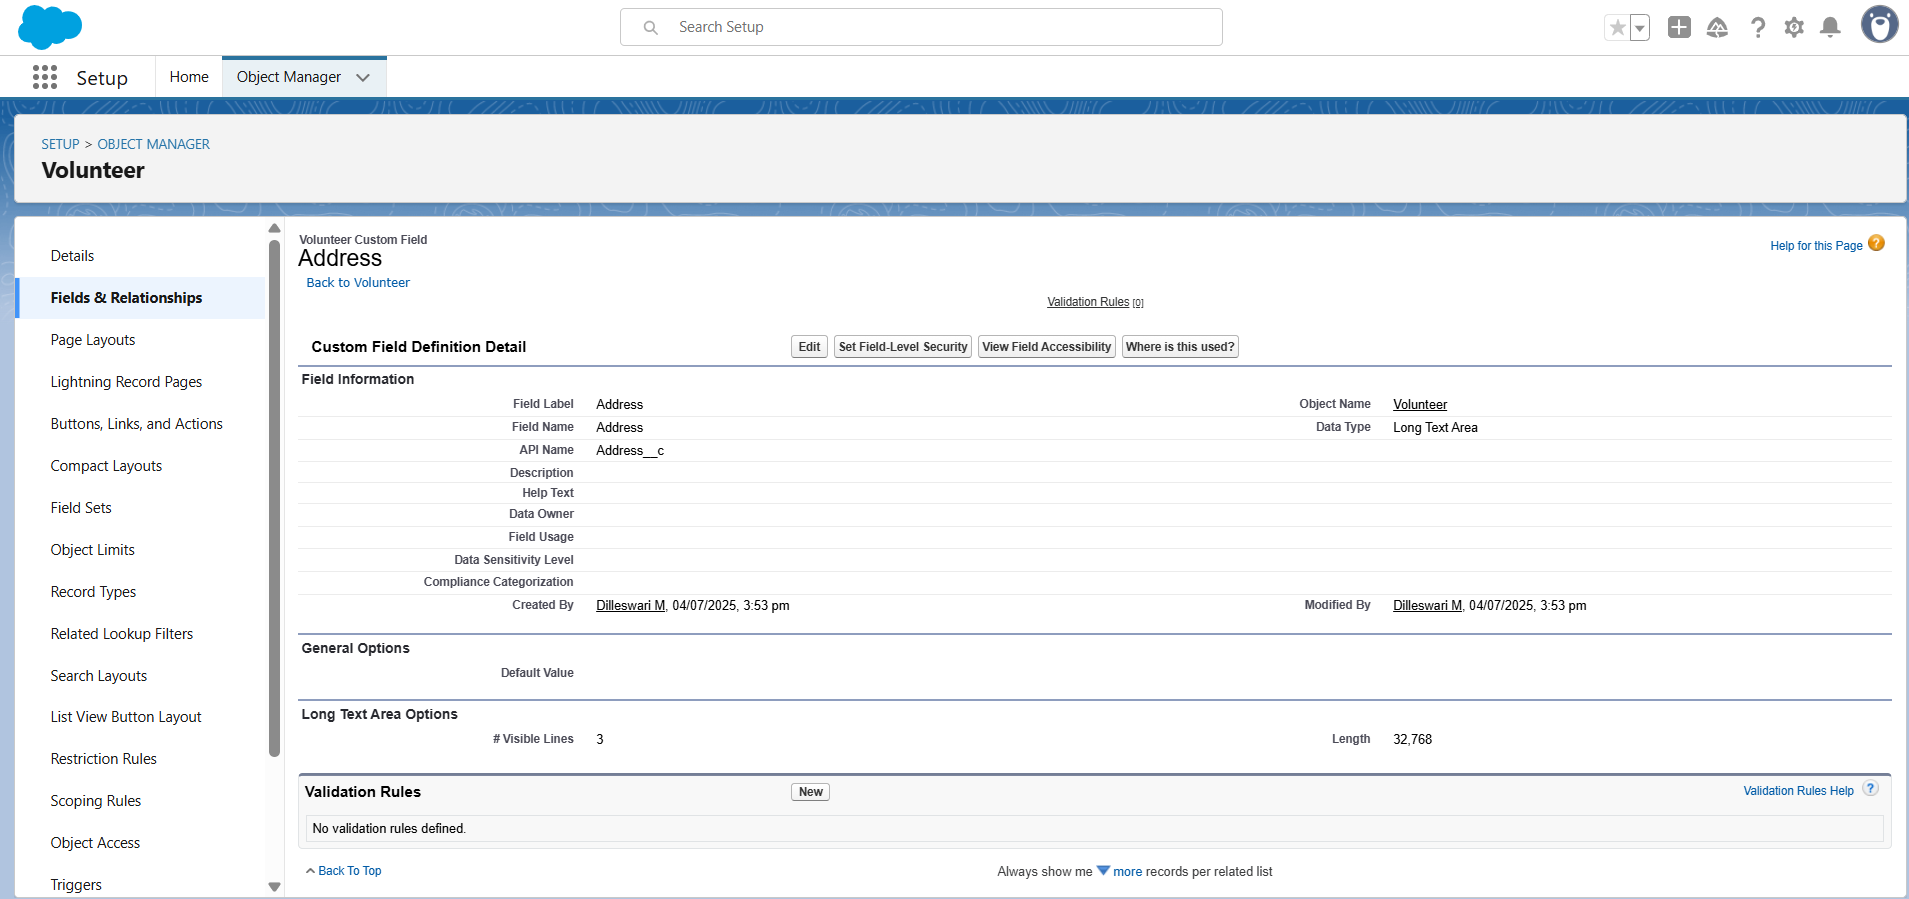 Search Setup
Setup
Home
Object Manager
SETUP > OBJECT MANAGER
Volunteer
Details
Fields & Relationships
Page Layouts
Lightning Record Pages
Buttons, Links, and Actions
Compact Layouts
Field Sets
Object Limits
Record Types
Related Lookup Filters
Search Layouts
List View Button Layout
Restriction Rules
Scoping Rules
Object Access
Triggers
Volunteer Custom Field
Address
Help for this Page
Back to Volunteer
Validation Rules [0]
Custom Field Definition Detail
Edit
Set Field-Level Security
View Field Accessibility
Where is this used?
Field Information
Field Label Address Object Name Volunteer
Field Name Address Data Type Long Text Area
API Name Address__c
Description
Help Text
Data Owner
Field Usage
Data Sensitivity Level
Compliance Categorization
Created By Dilleswari M, 04/07/2025, 3:53 pm Modified By Dilleswari M, 04/07/2025, 3:53 pm
General Options
Default Value
Long Text Area Options
# Visible Lines 3 Length 32,768
Validation Rules
New
Validation Rules Help ?
No validation rules defined.
Back To Top
Always show me more records per related list